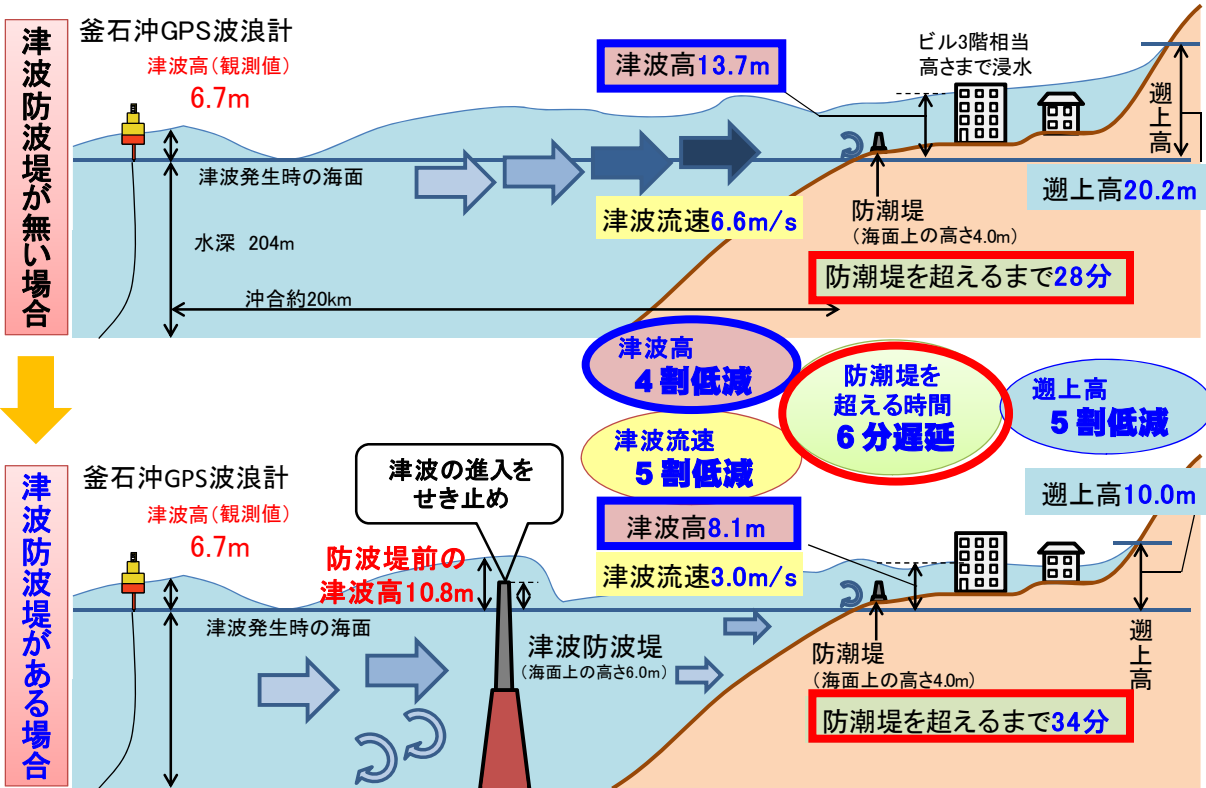 津波防波堤が無い場合
釜石沖GPS波浪計
津波高(観測値)
6.7m
津波発生時の海面
水深 204m
沖合約20km
津波高13.7m
津波流速6.6m/s
ビル3階相当
高さまで浸水
遡上高
遡上高20.2m
防潮堤
(海面上の高さ4.0m)
防潮堤を超えるまで28分
津波高
4割低減
津波流速
5割低減
防潮堤を
超える時間
6分遅延
遡上高
5割低減
津波防波堤がある場合
釜石沖GPS波浪計
津波高(観測値)
6.7m
津波発生時の海面
津波の進入を
せき止め
防波堤前の
津波高10.8m
津波防波堤
(海面上の高さ6.0m)
津波高8.1m
津波流速3.0m/s
遡上高10.0m
遡上高
防潮堤
(海面上の高さ4.0m)
防潮堤を超えるまで34分